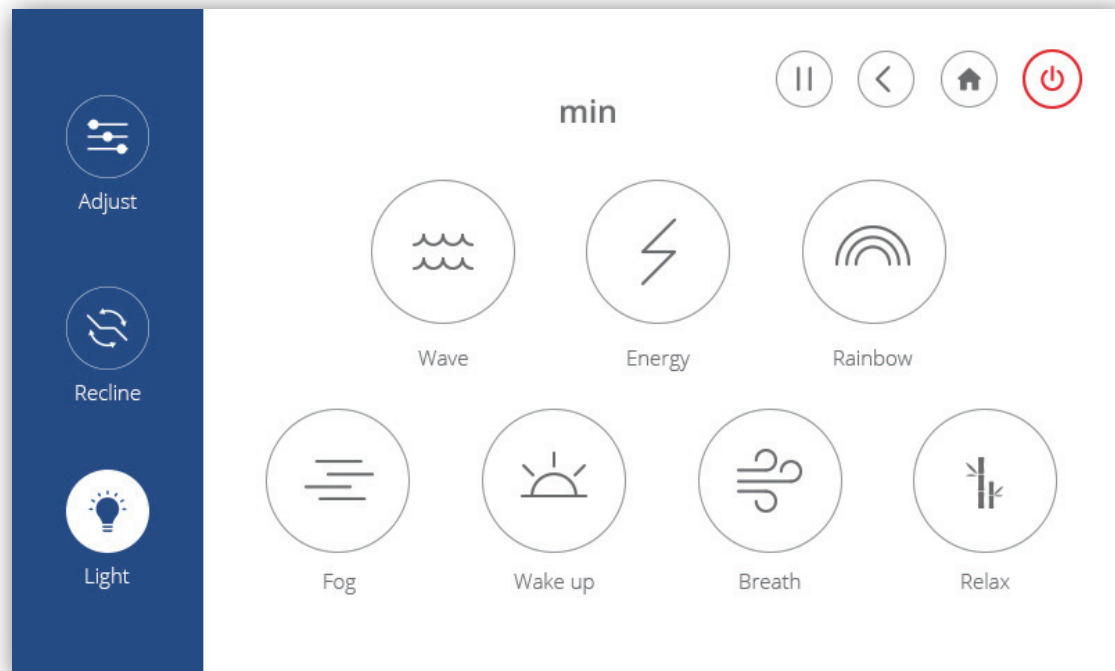 min
Adjust
Recline
Light
Wave Energy Rainbow
Fog Wake up Breath Relax